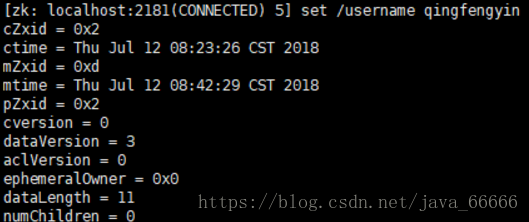 [zk: localhost:2181(CONNECTED) 5] set /username qingfengyin
cZxid = 0x2
ctime = Thu Jul 12 08:23:26 CST 2018
mZxid = 0xd
mtime = Thu Jul 12 08:42:29 CST 2018
pZxid = 0x2
cversion = 0
dataVersion = 3
aclVersion = 0
ephemeralOwner = 0x0
dataLength = 11
https://blog.csdn.net/java_66666
numChildren = 0